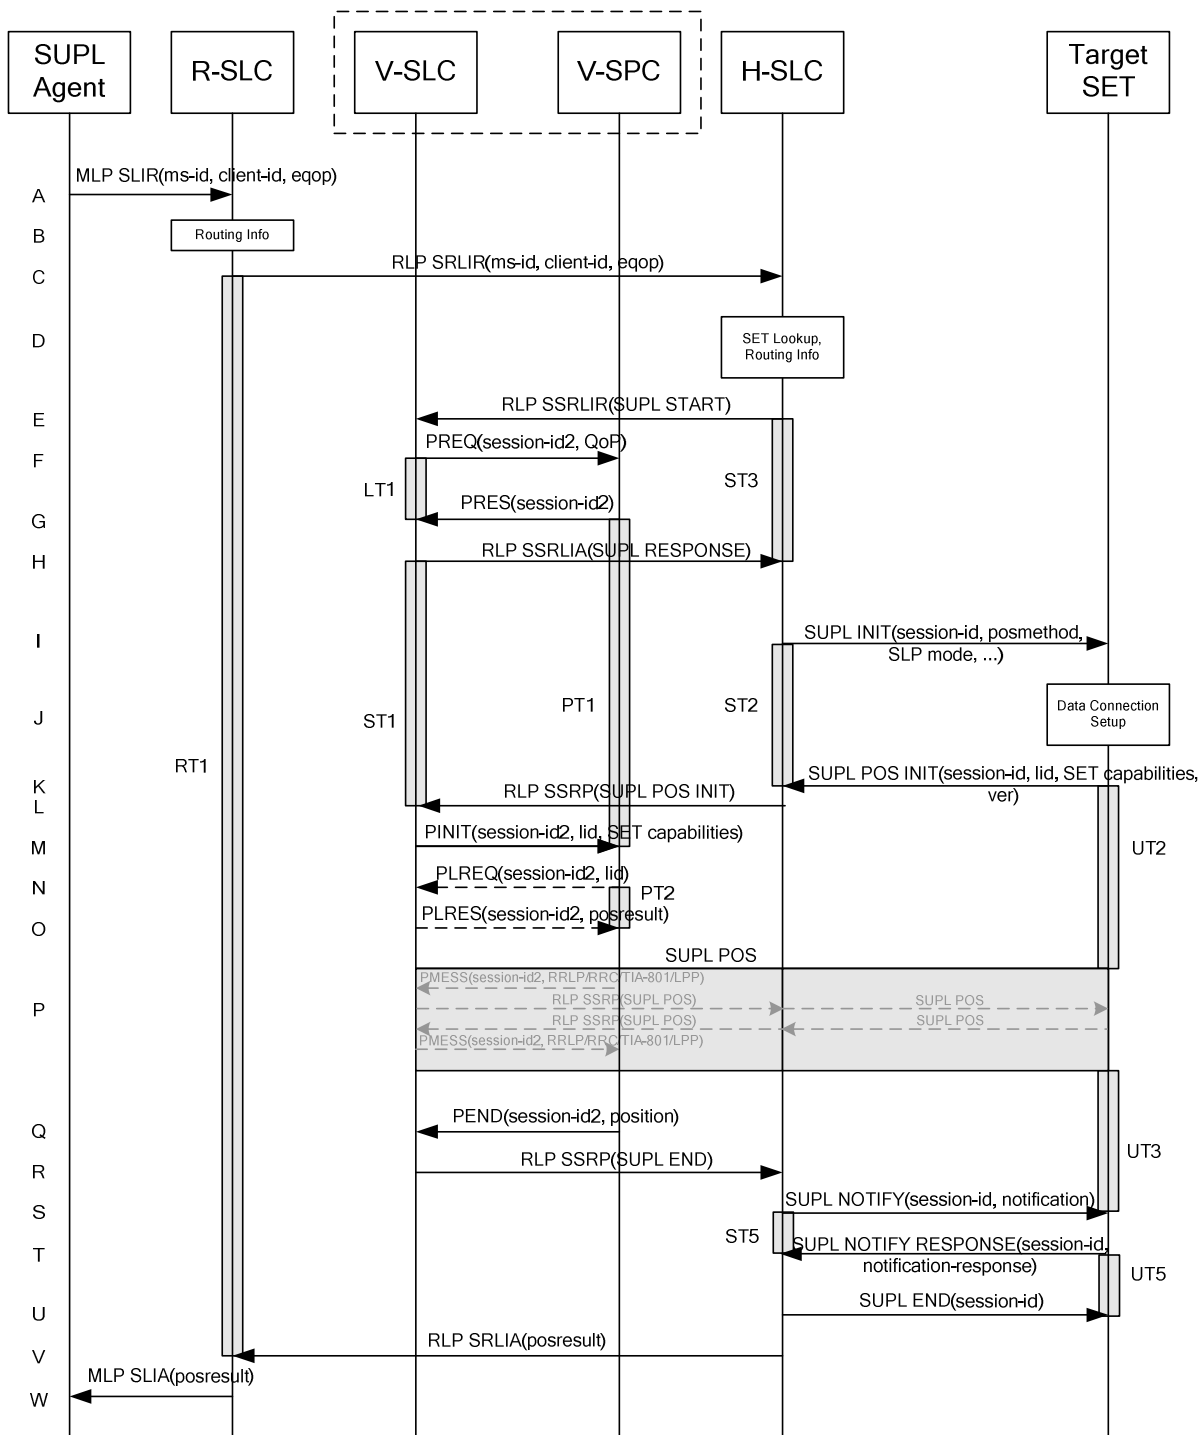 SUPL
Agent
R-SLC
V-SLC
V-SPC
H-SLC
Target
SET
A
MLP SLIR(ms-id, client-id, eqop)
B
Routing Info
C
RLP SRLIR(ms-id, client-id, eqop)
D
SET Lookup,
Routing Info
E
RLP SSRLIR(SUPL START)
F
PREQ(session-id2, QoP)
LT1
ST3
G
PRES(session-id2)
H
RLP SSRLIA(SUPL RESPONSE)
I
SUPL INIT(session-id, posmethod,
SLP mode, ...)
J
ST1
PT1
ST2
Data Connection
Setup
RT1
K
SUPL POS INIT(session-id, lid, SET capabilities,
ver)
L
RLP SSRP(SUPL POS INIT)
M
PINIT(session-id2, lid, SET capabilities)
UT2
N
PLREQ(session-id2, lid)
PT2
O
PLRES(session-id2, posresult)
SUPL POS
PMESS(session-id2, RRLP/RRC/TIA-801/LPP)
P
RLP SSRP(SUPL POS)
SUPL POS
RLP SSRP(SUPL POS)
SUPL POS
PMESS(session-id2, RRLP/RRC/TIA-801/LPP)
Q
PEND(session-id2, position)
R
RLP SSRP(SUPL END)
UT3
S
SUPL NOTIFY(session-id, notification)
ST5
T
SUPL NOTIFY RESPONSE(session-id,
notification-response)
UT5
U
SUPL END(session-id)
V
RLP SRLIA(posresult)
W
MLP SLIA(posresult)